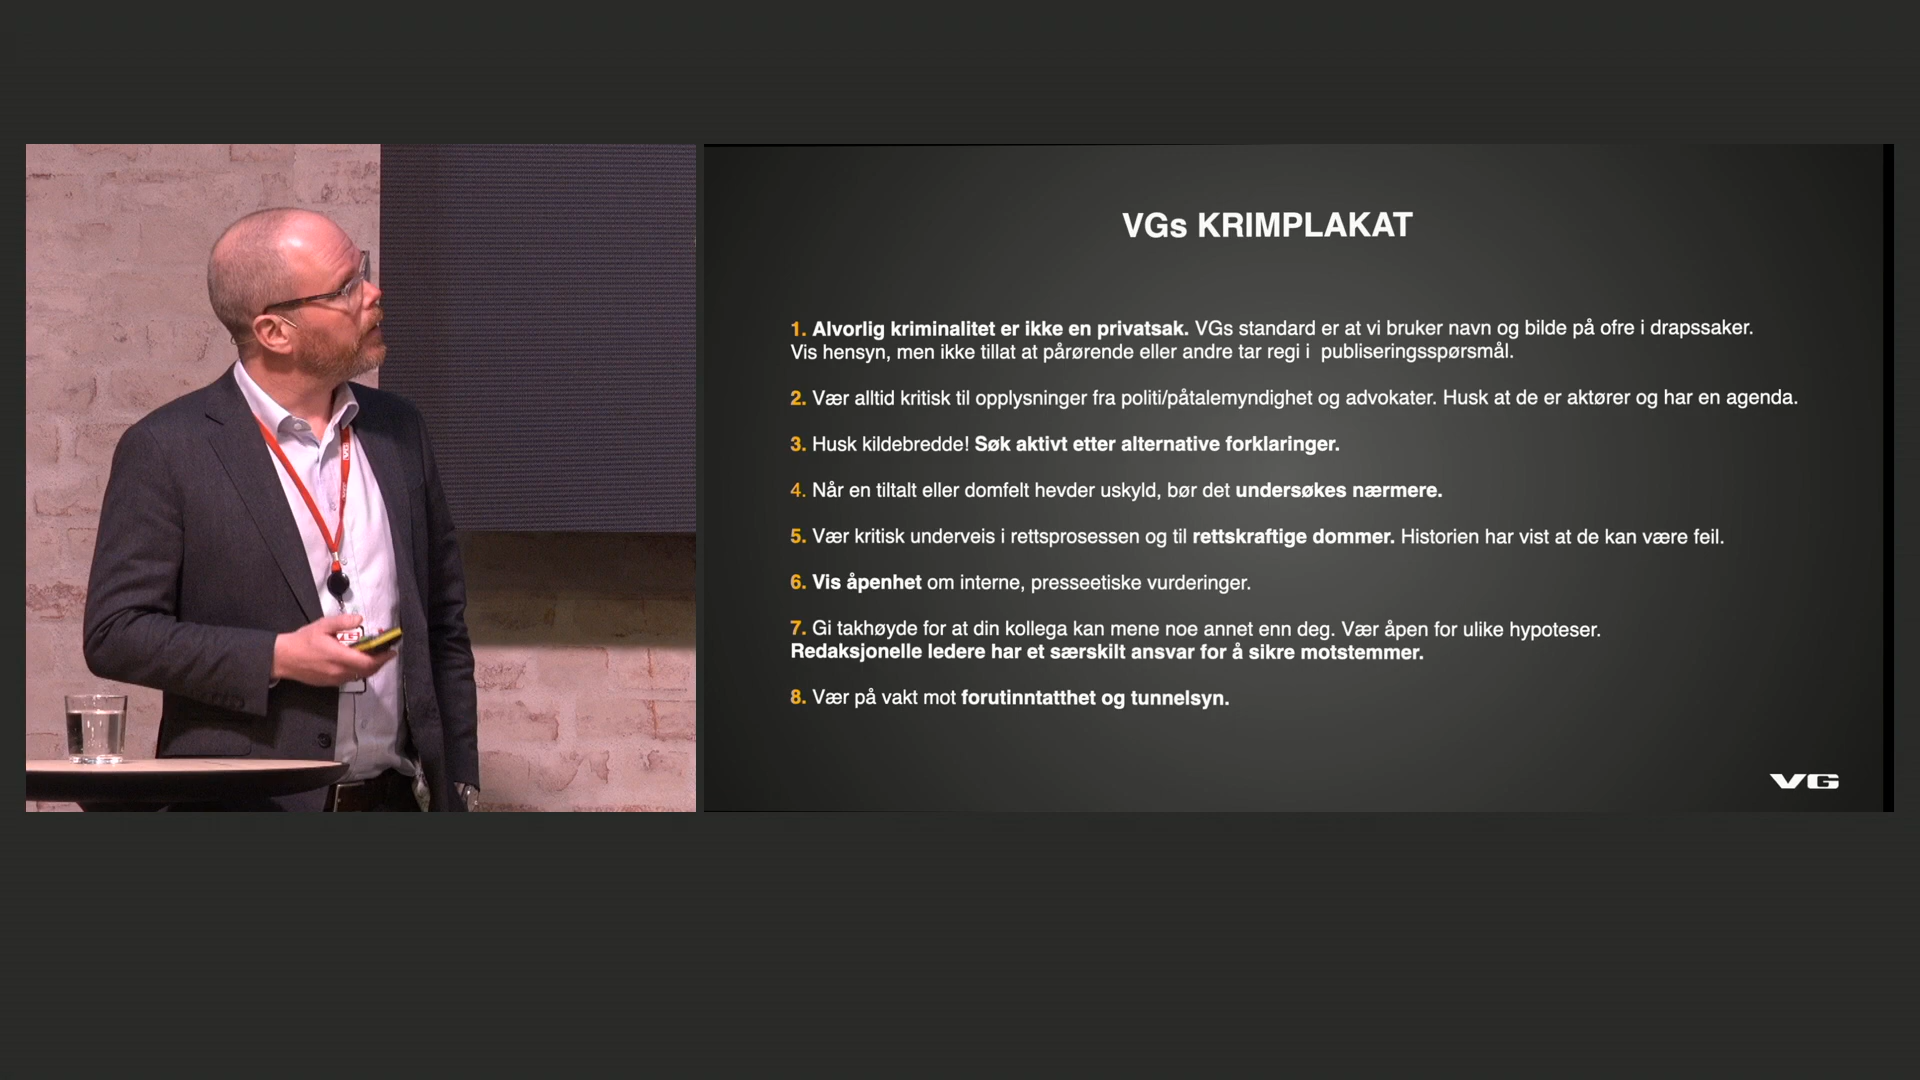 VGs KRIMPLAKAT
1. Alvorlig kriminalitet er ikke en privatsak. VGs standard er at vi bruker navn og bilde på ofre i drapssaker.
Vis hensyn, men ikke tillat at pårørende eller andre tar regi i publiseringsspørsmål.
2. Vær alltid kritisk til opplysninger fra politi/påtalemyndighet og advokater. Husk at de er aktører og har en agenda.
3. Husk kildebredde! Søk aktivt etter alternative forklaringer.
4. Når en tiltalt eller domfelt hevder uskyld, bør det undersøkes nærmere.
5. Vær kritisk underveis i rettsprosessen og til rettskraftige dommer. Historien har vist at de kan være feil.
6. Vis åpenhet om interne, presseetiske vurderinger.
7. Gi takhøyde for at din kollega kan mene noe annet enn deg. Vær åpen for ulike hypoteser.
Redaksjonelle ledere har et særskilt ansvar for å sikre motstemmer.
8. Vær på vakt mot forutinntatthet og tunnelsyn.
VG
VG
VG